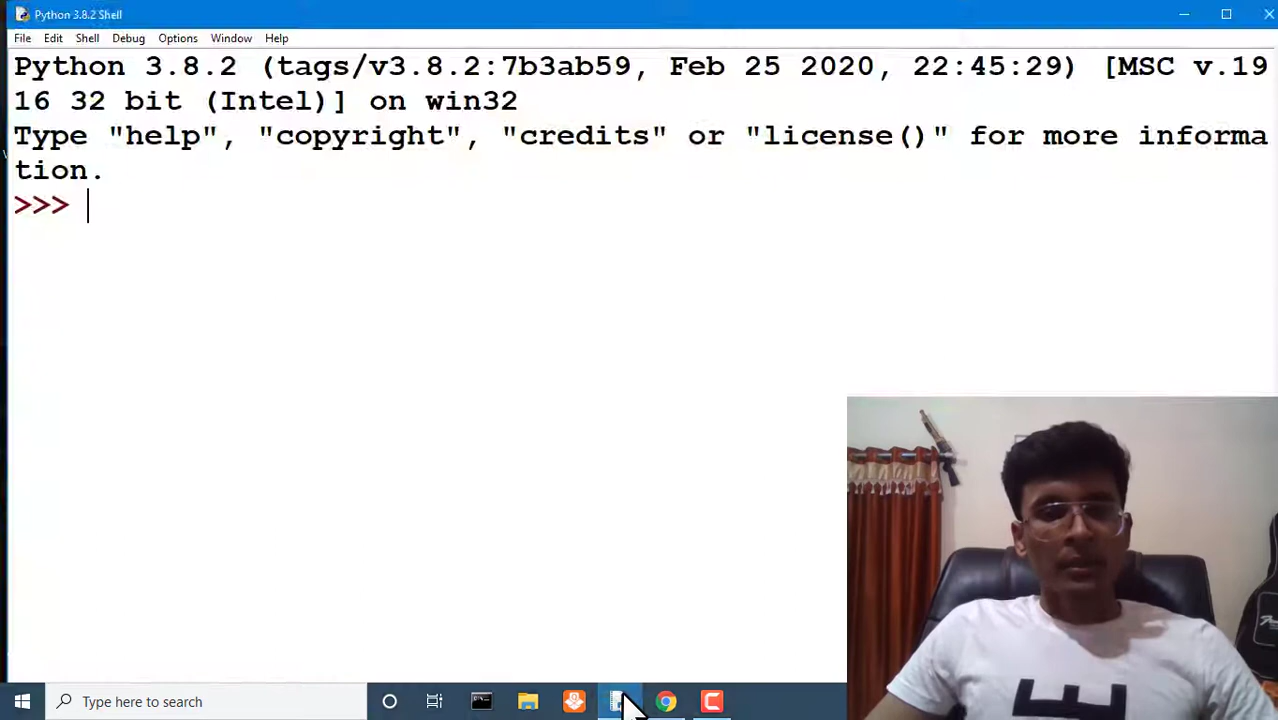 Python 3.8.2 Shell
File Edit Shell Debug Options Window Help
Python 3.8.2 (tags/v3.8.2:7b3ab59, Feb 25 2020, 22:45:29) [MSC v.19
16 32 bit (Intel)] on win32
Type "help", "copyright", "credits" or "license()" for more informa
tion.
>>>
Type here to search